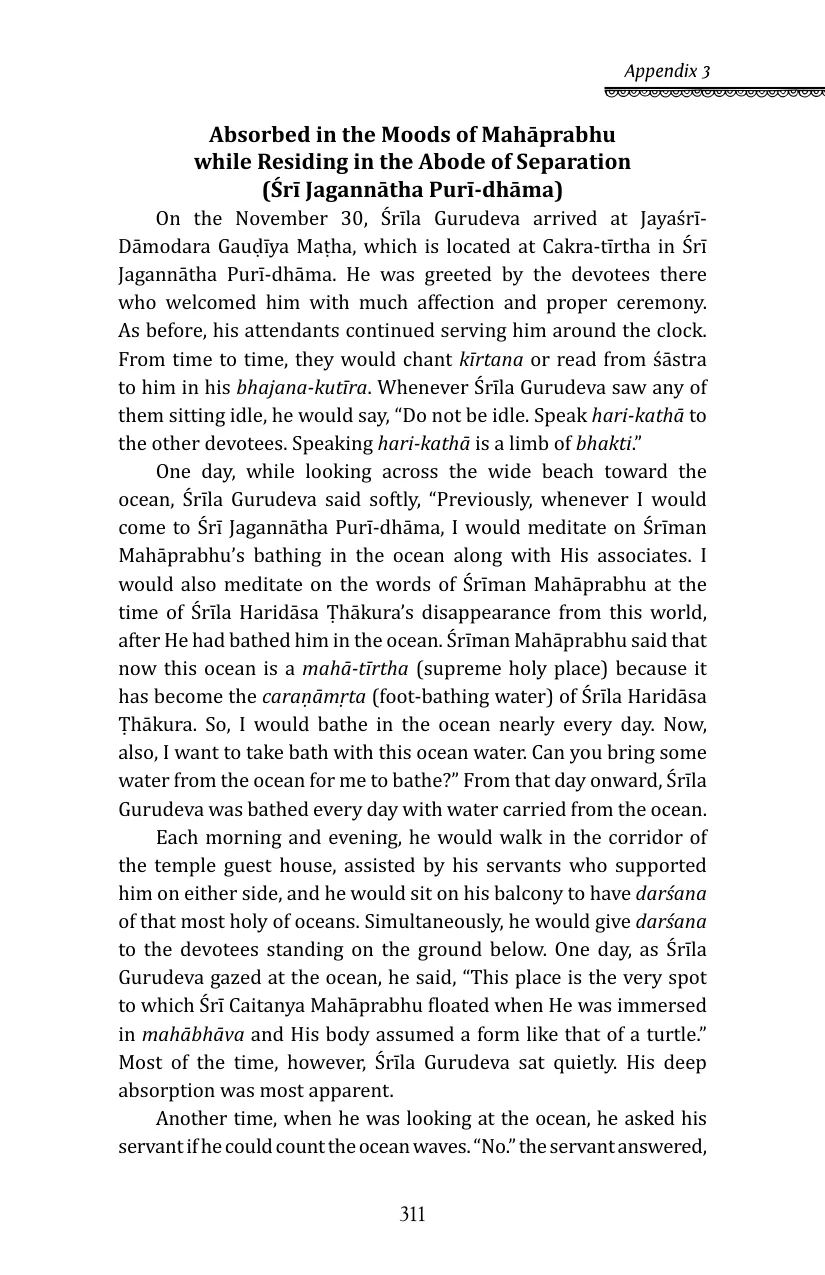 Appendix 3
Absorbed in the Moods of Mahāprabhu
while Residing in the Abode of Separation
(Śrī Jagannātha Purī-dhāma)
On the November 30, Śrīla Gurudeva arrived at Jayaśrī-
Dāmodara Gauḍīya Maṭha, which is located at Cakra-tīrtha in Śrī
Jagannātha Purī-dhāma. He was greeted by the devotees there
who welcomed him with much affection and proper ceremony.
As before, his attendants continued serving him around the clock.
From time to time, they would chant kīrtana or read from śāstra
to him in his bhajana-kutīra. Whenever Śrīla Gurudeva saw any of
them sitting idle, he would say, “Do not be idle. Speak hari-kathā to
the other devotees. Speaking hari-kathā is a limb of bhakti.”
One day, while looking across the wide beach toward the
ocean, Śrīla Gurudeva said softly, “Previously, whenever I would
come to Śrī Jagannātha Purī-dhāma, I would meditate on Śrīman
Mahāprabhu’s bathing in the ocean along with His associates. I
would also meditate on the words of Śrīman Mahāprabhu at the
time of Śrīla Haridāsa Ṭhākura’s disappearance from this world,
after He had bathed him in the ocean. Śrīman Mahāprabhu said that
now this ocean is a mahā-tīrtha (supreme holy place) because it
has become the caraṇāmṛta (foot-bathing water) of Śrīla Haridāsa
Ṭhākura. So, I would bathe in the ocean nearly every day. Now,
also, I want to take bath with this ocean water. Can you bring some
water from the ocean for me to bathe?” From that day onward, Śrīla
Gurudeva was bathed every day with water carried from the ocean.
Each morning and evening, he would walk in the corridor of
the temple guest house, assisted by his servants who supported
him on either side, and he would sit on his balcony to have darśana
of that most holy of oceans. Simultaneously, he would give darśana
to the devotees standing on the ground below. One day, as Śrīla
Gurudeva gazed at the ocean, he said, “This place is the very spot
to which Śrī Caitanya Mahāprabhu floated when He was immersed
in mahābhāva and His body assumed a form like that of a turtle.”
Most of the time, however, Śrīla Gurudeva sat quietly. His deep
absorption was most apparent.
Another time, when he was looking at the ocean, he asked his
servant if he could count the ocean waves. “No.” the servant answered,
311